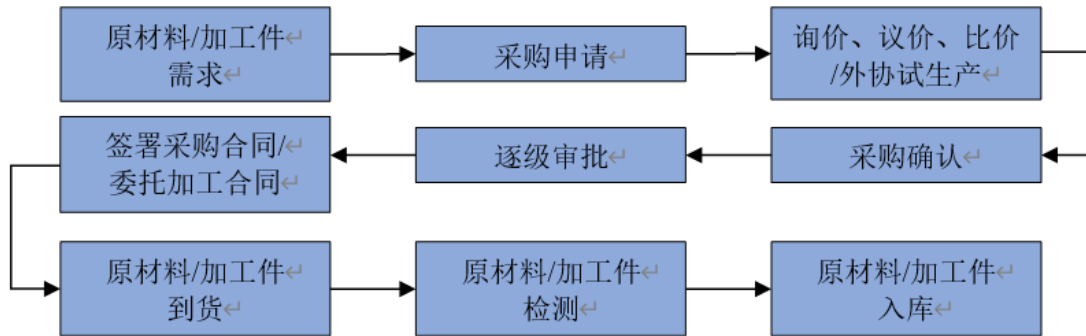 原材料/加工件
需求
采购申请
询价、议价、比价
/外协试生产
采购确认
逐级审批
签署采购合同/
委托加工合同
原材料/加工件
到货
原材料/加工件
检测
原材料/加工件
入库